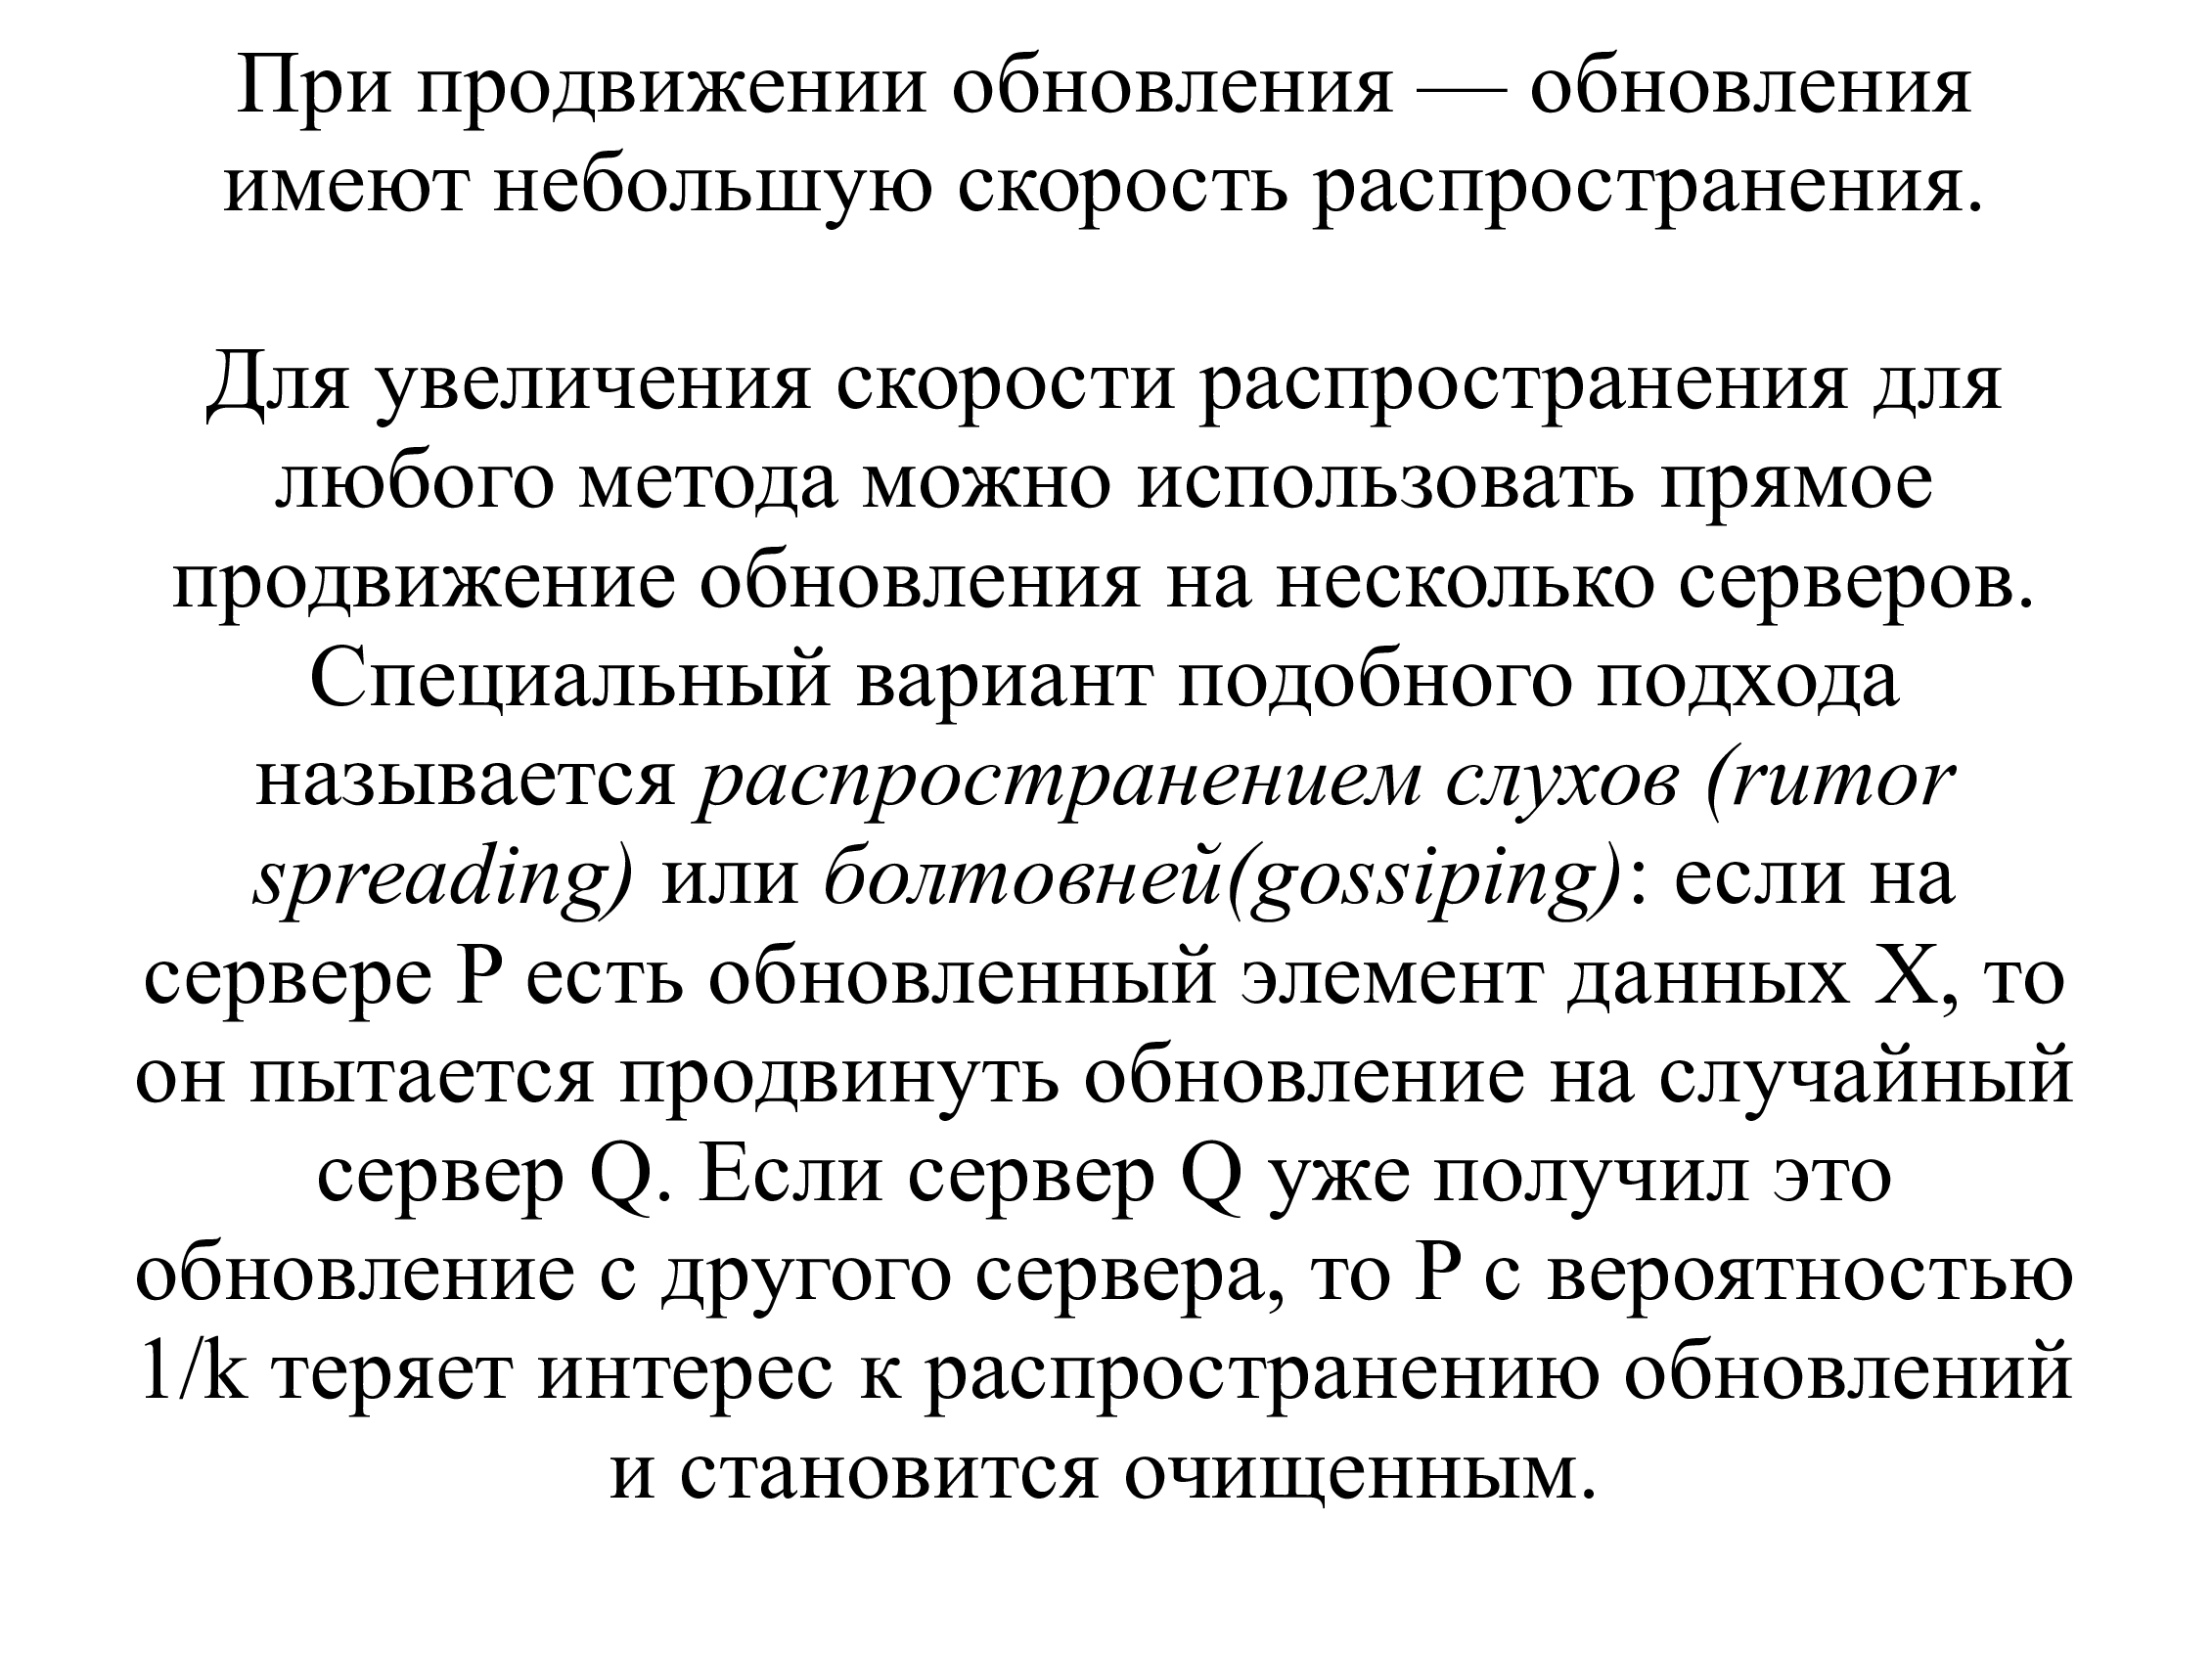 При продвижении обновления — обновления
имеют небольшую скорость распространения.
Для увеличения скорости распространения для
любого метода можно использовать прямое
продвижение обновления на несколько серверов.
Специальный вариант подобного подхода
называется распространением слухов (rumor
spreading) или болтовней(gossiping): если на
сервере P есть обновленный элемент данных X, то
он пытается продвинуть обновление на случайный
сервер Q. Если сервер Q уже получил это
обновление с другого сервера, то P с вероятностью
1/k теряет интерес к распространению обновлений
и становится очищенным.